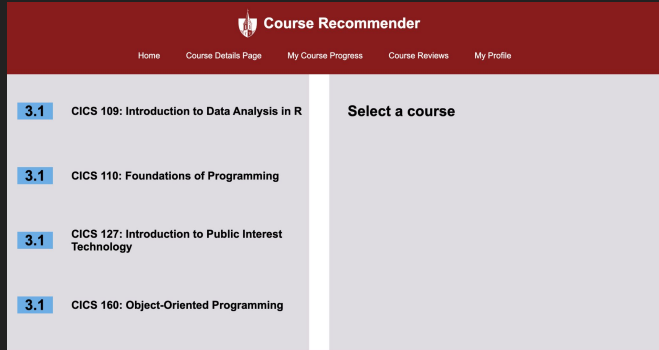 Course Recommender
Home Course Details Page My Course Progress Course Reviews My Profile
3.1 CICS 109: Introduction to Data Analysis in R
3.1 CICS 110: Foundations of Programming
3.1 CICS 127: Introduction to Public Interest
Technology
3.1 CICS 160: Object-Oriented Programming
Select a course